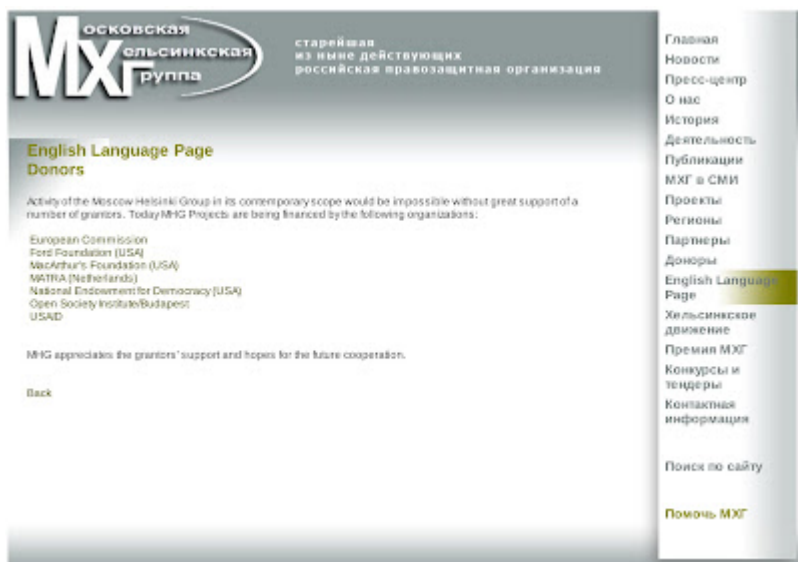 Московская
Хельсинкская
Группа
старейшая
из ныне действующих
российская правозащитная организация
English Language Page
Donors
Activity of the Moscow Helsinki Group in its contemporary scope would be impossible without great support of a
number of grantors. Today MHG Projects are being financed by the following organizations:
European Commission
Ford Foundation (USA)
MacArthur's Foundation (USA)
MATRA (Netherlands)
National Endowment for Democracy (USA)
Open Society Institute/Budapest
USAID
MHG appreciates the grantors' support and hopes for the future cooperation.
Back
Главная
Новости
Пресс-центр
О нас
История
Деятельность
Публикации
МХГ в СМИ
Проекты
Регионы
Партнеры
Доноры
English Language
Page
Хельсинкское
движение
Премия МХГ
Конкурсы и
тендеры
Контактная
информация
Поиск по сайту
Помочь МХГ